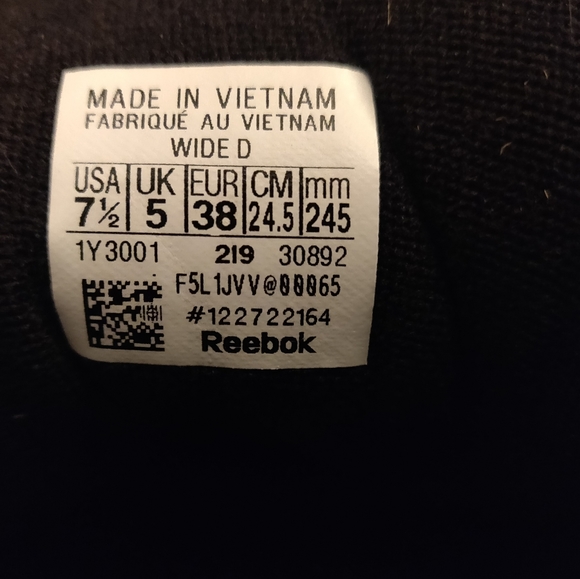 MADE IN VIETNAM
FABRIQUÉ AU VIETNAM
WIDE D
USA UK EUR CM mm
7½ 5 38 24.5 245
1Y3001 219 30892
F5L1JVV@00065
#122722164
Reebok